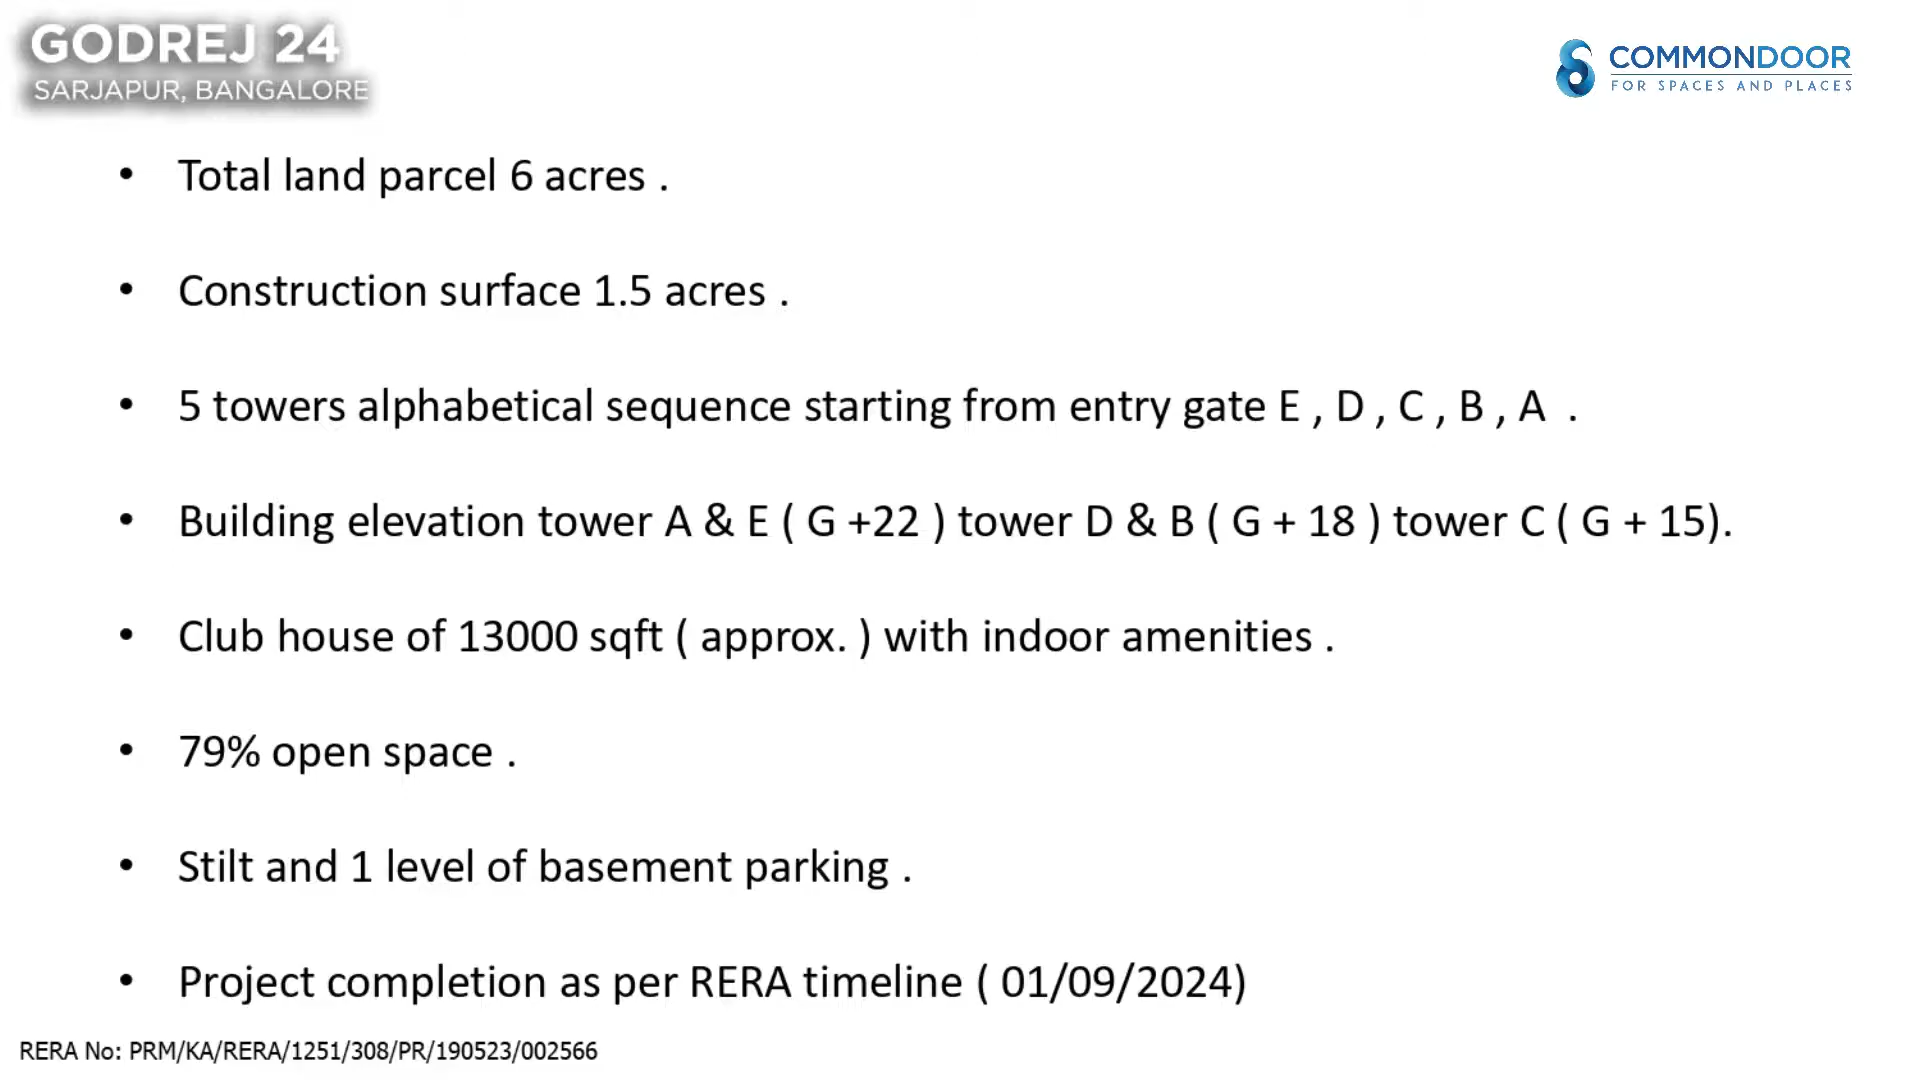 GODREJ 24
SARJAPUR, BANGALORE
COMMONDOOR
FOR SPACES AND PLACES
• Total land parcel 6 acres .
• Construction surface 1.5 acres .
• 5 towers alphabetical sequence starting from entry gate E , D , C , B , A .
• Building elevation tower A & E ( G +22 ) tower D & B ( G + 18 ) tower C ( G + 15).
• Club house of 13000 sqft ( approx. ) with indoor amenities .
• 79% open space .
• Stilt and 1 level of basement parking .
• Project completion as per RERA timeline ( 01/09/2024)
RERA No: PRM/KA/RERA/1251/308/PR/190523/002566